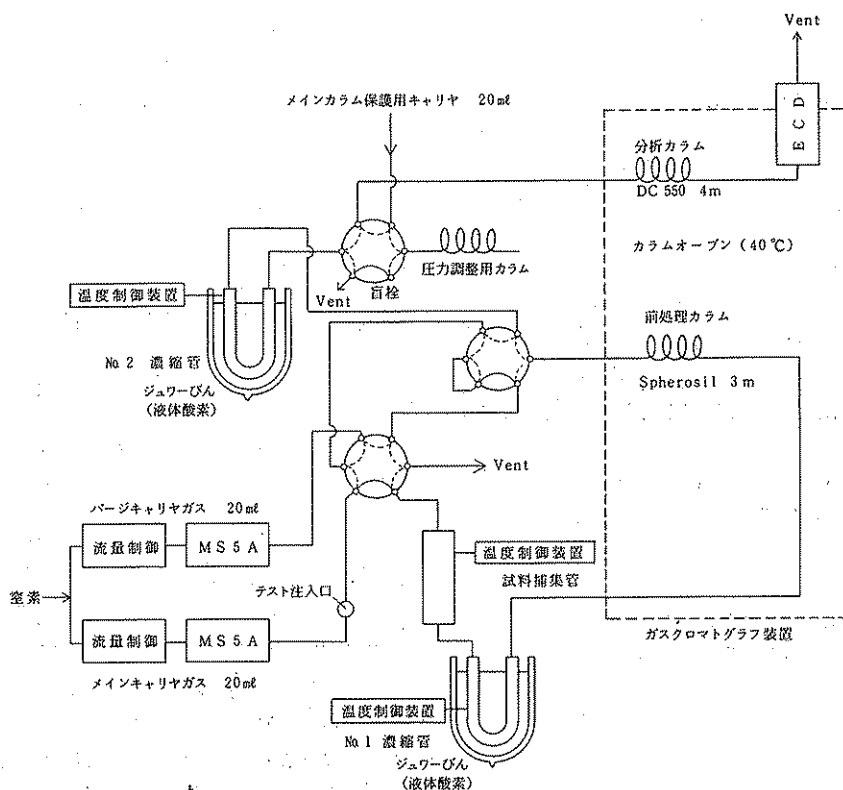 Vent
メインカラム保護用キャリヤ 20㎖
ECD
分析カラム
DC 550 4m
カラムオーブン (40℃)
圧力調整用カラム
Vent
盲栓
温度制御装置
前処理カラム
Spherosil 3m
No.2 濃縮管
ジュワーびん
(液体酸素)
Vent
パージキャリヤガス 20㎖
流量制御
MS5A
温度制御装置
試料捕集管
テスト注入口
窒素
流量制御
MS5A
ガスクロマトグラフ装置
メインキャリヤガス 20㎖
温度制御装置
No.1 濃縮管
ジュワーびん
(液体酸素)